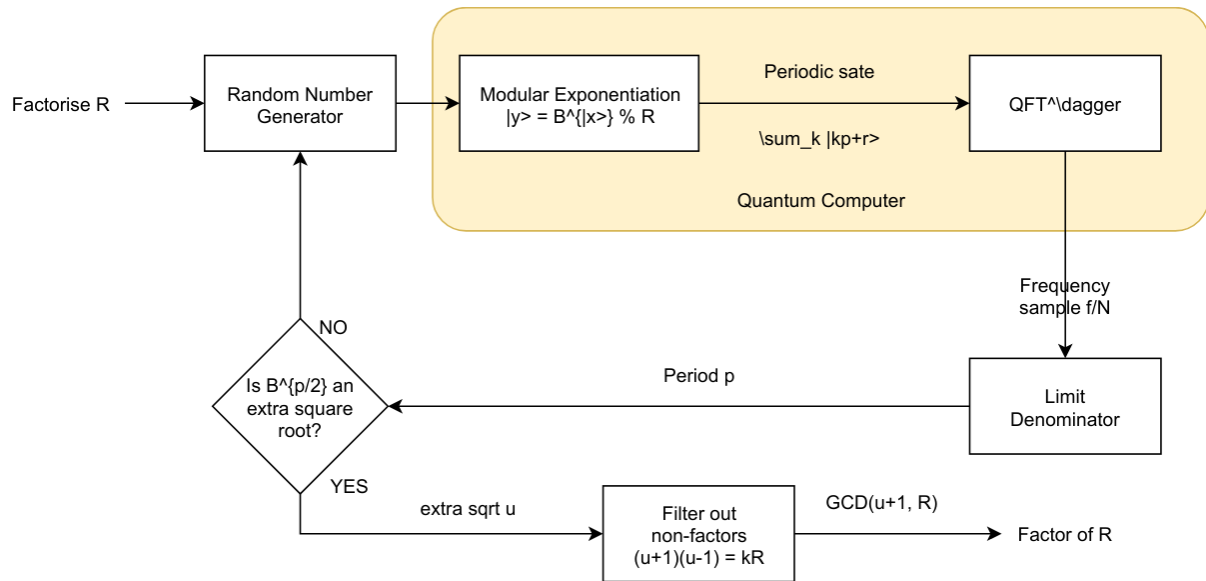 Factorise R
Random Number
Generator
Modular Exponentiation
|y> = B^{|x>} % R
Periodic sate
\sum_k |kp+r>
QFT^\dagger
Quantum Computer
Frequency
sample f/N
Limit
Denominator
Period p
Is B^{p/2} an
extra square
root?
NO
YES
extra sqrt u
Filter out
non-factors
(u+1)(u-1) = kR
GCD(u+1, R)
Factor of R